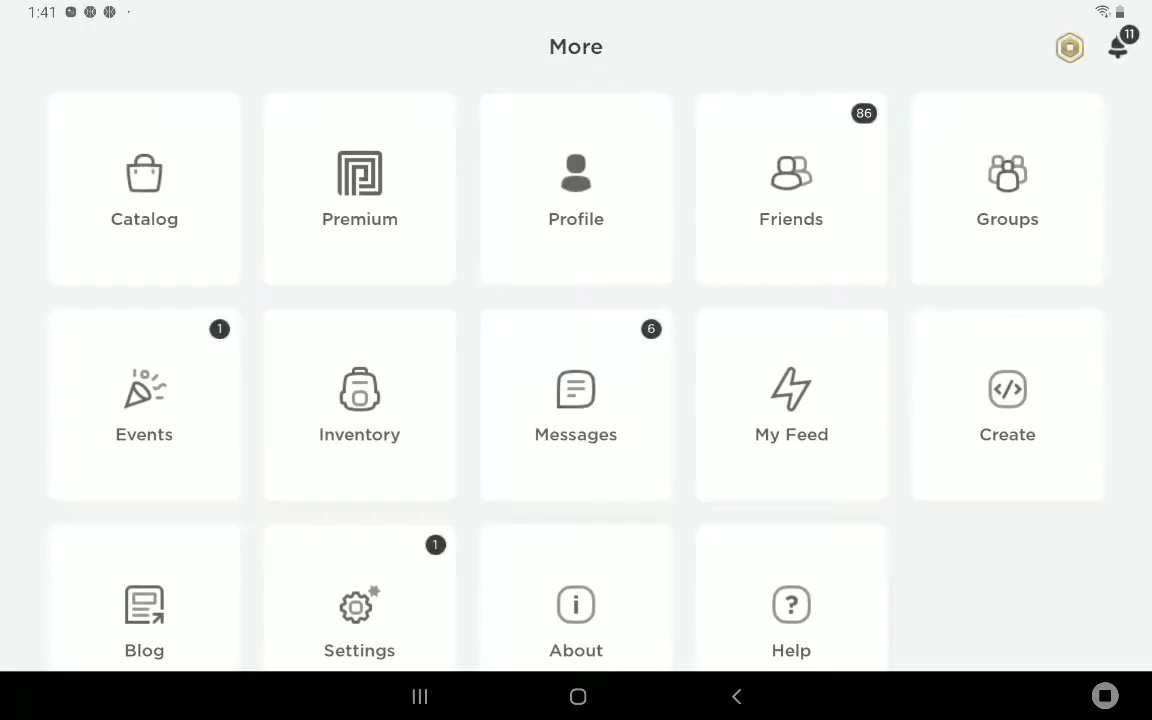 1:41
More
11
Catalog
Premium
Profile
86
Friends
Groups
1
Events
Inventory
6
Messages
My Feed
Create
Blog
1
Settings
About
Help